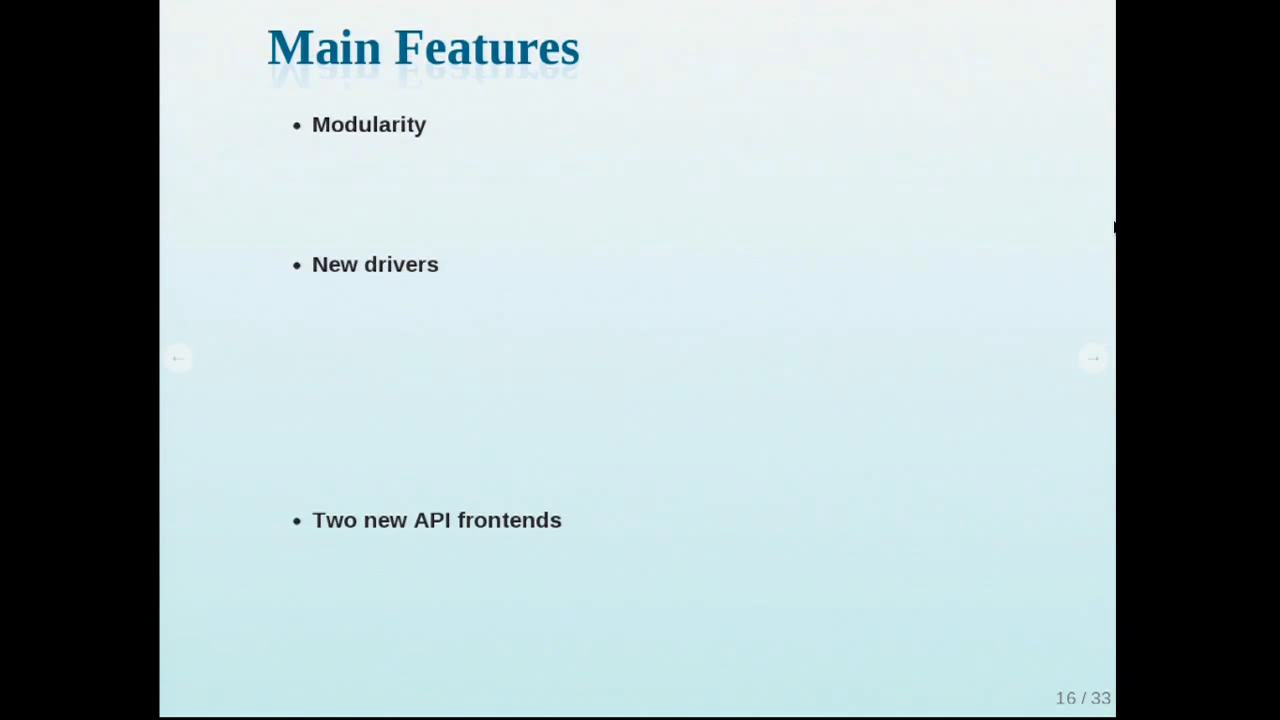 Main Features
• Modularity
• New drivers
←
→
• Two new API frontends
16 / 33